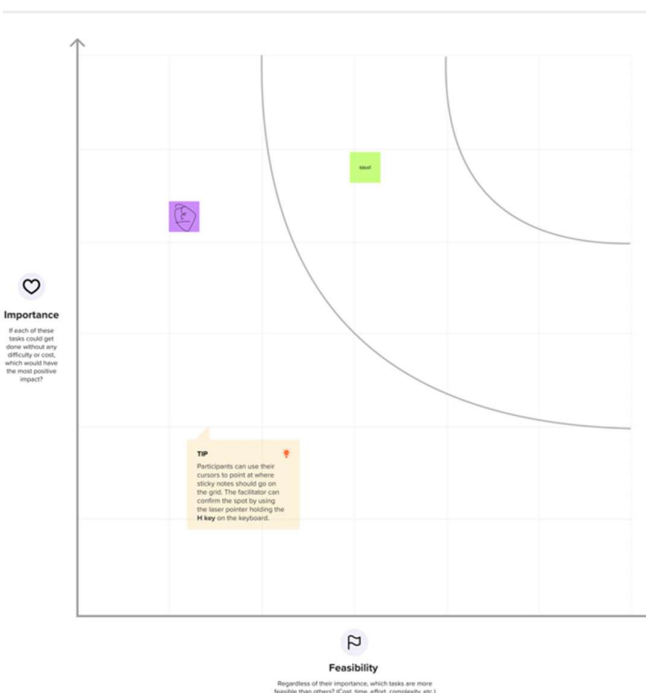 Importance
If each of these
tasks could get
done without any
difficulty or cost,
which would have
the most positive
impact?
TIP
Participants can use their
cursors to point at where
sticky notes should go on
the grid. The facilitator can
confirm the spot by using
the laser pointer holding the
H key on the keyboard.
Feasibility
Regardless of their importance, which tasks are more
feasible than others? (Cost, time, effort, complexity, etc.)